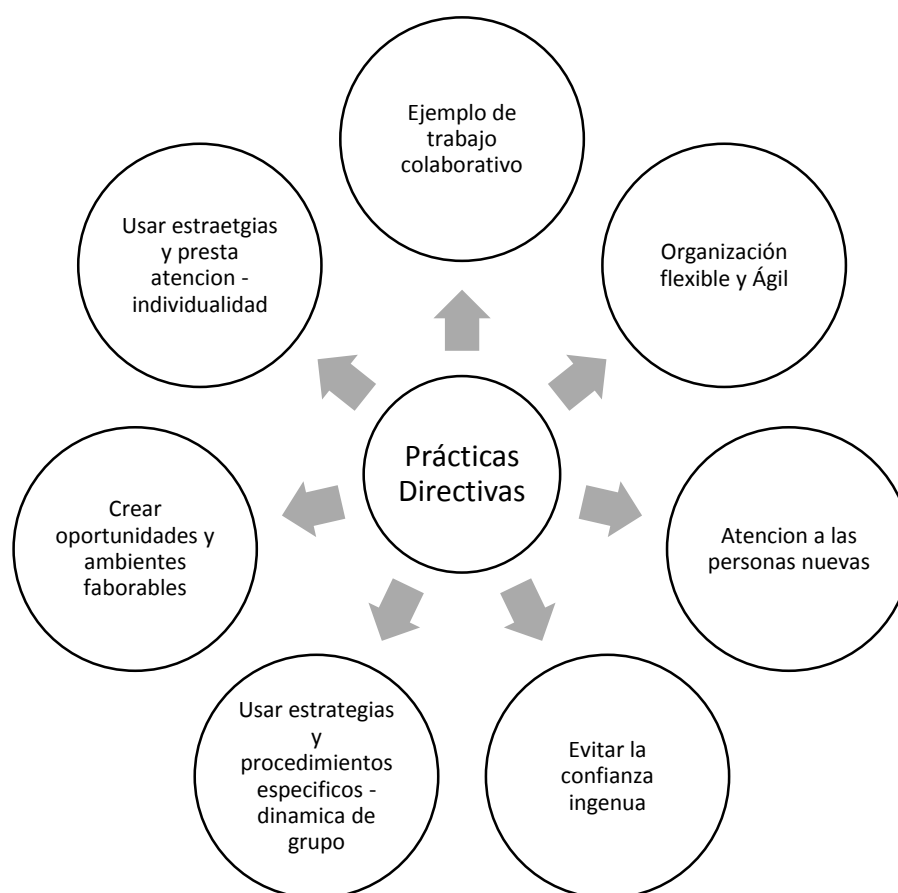 Ejemplo de
trabajo
colaborativo
Organización
flexible y Ágil
Atencion a las
personas nuevas
Evitar la
confianza
ingenua
Usar estrategias
y
procedimientos
especificos -
dinamica de
grupo
Crear
oportunidades y
ambientes
faborables
Usar estraetgias
y presta
atencion -
individualidad
Prácticas
Directivas